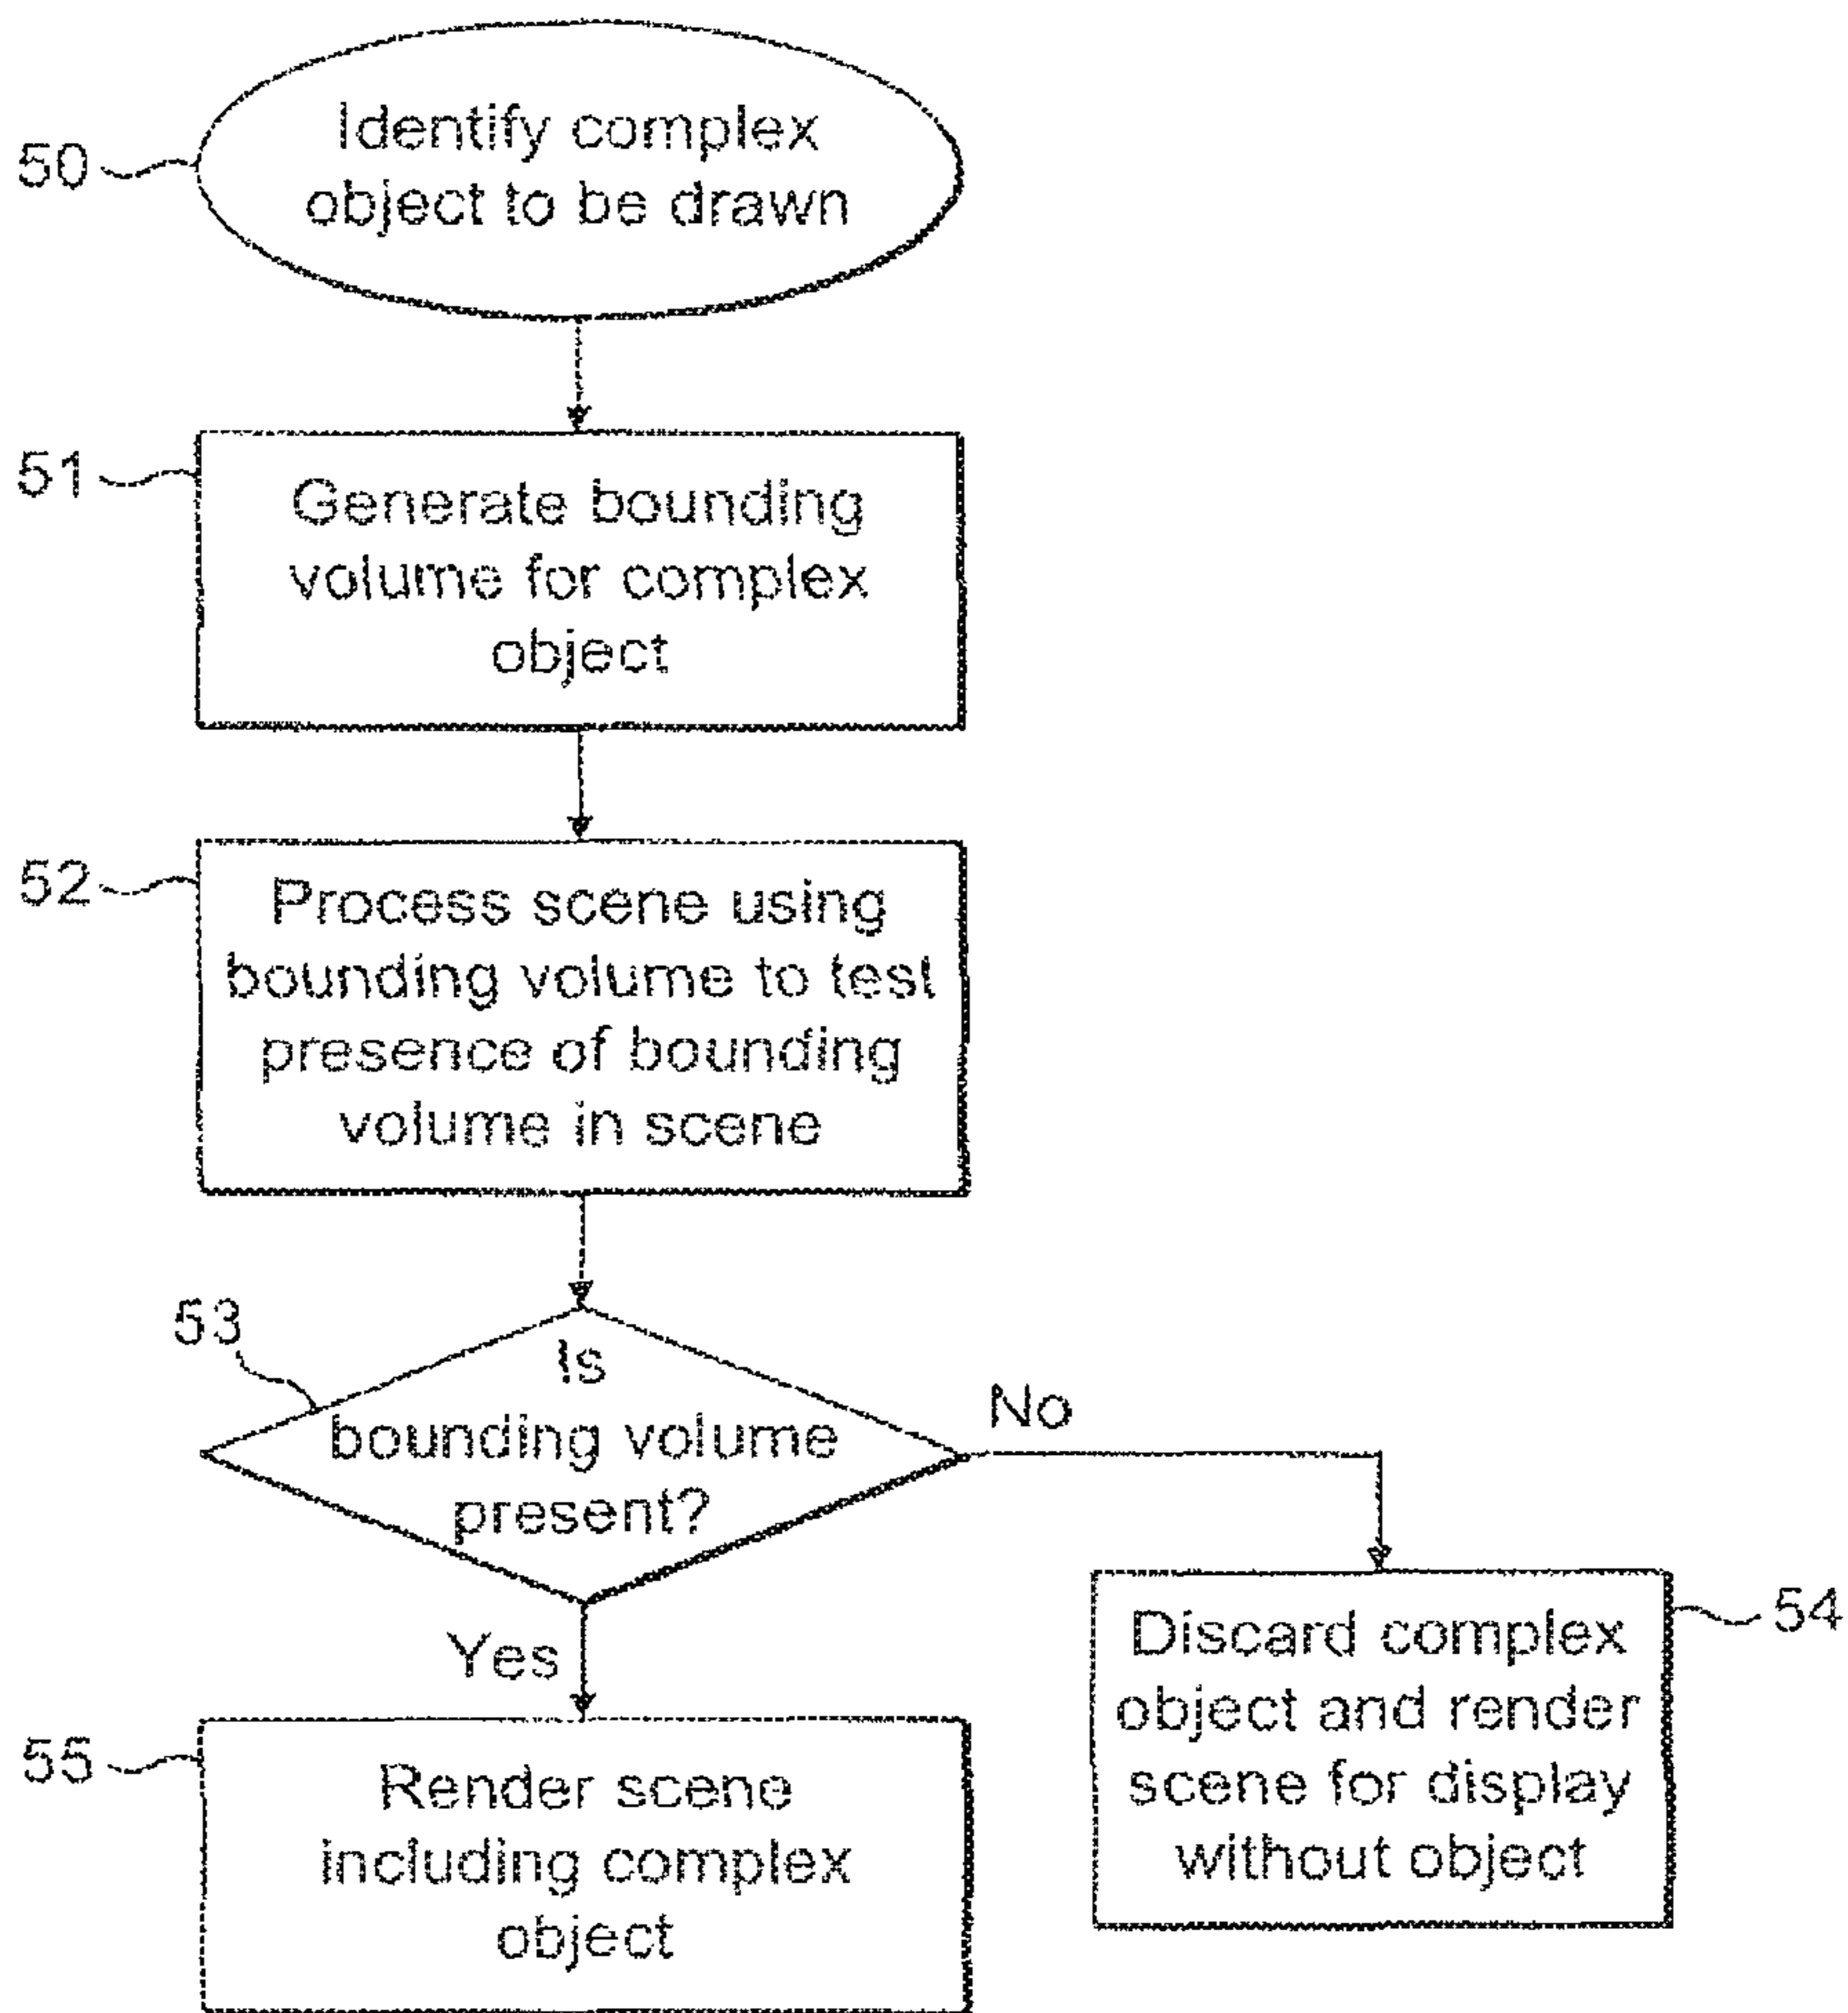 50
Identify complex
object to be drawn
51
Generate bounding
volume for complex
object
52
Process scene using
bounding volume to test
presence of bounding
volume in scene
53
Is
bounding volume
present?
No
Yes
54
Discard complex
object and render
scene for display
without object
55
Render scene
including complex
object